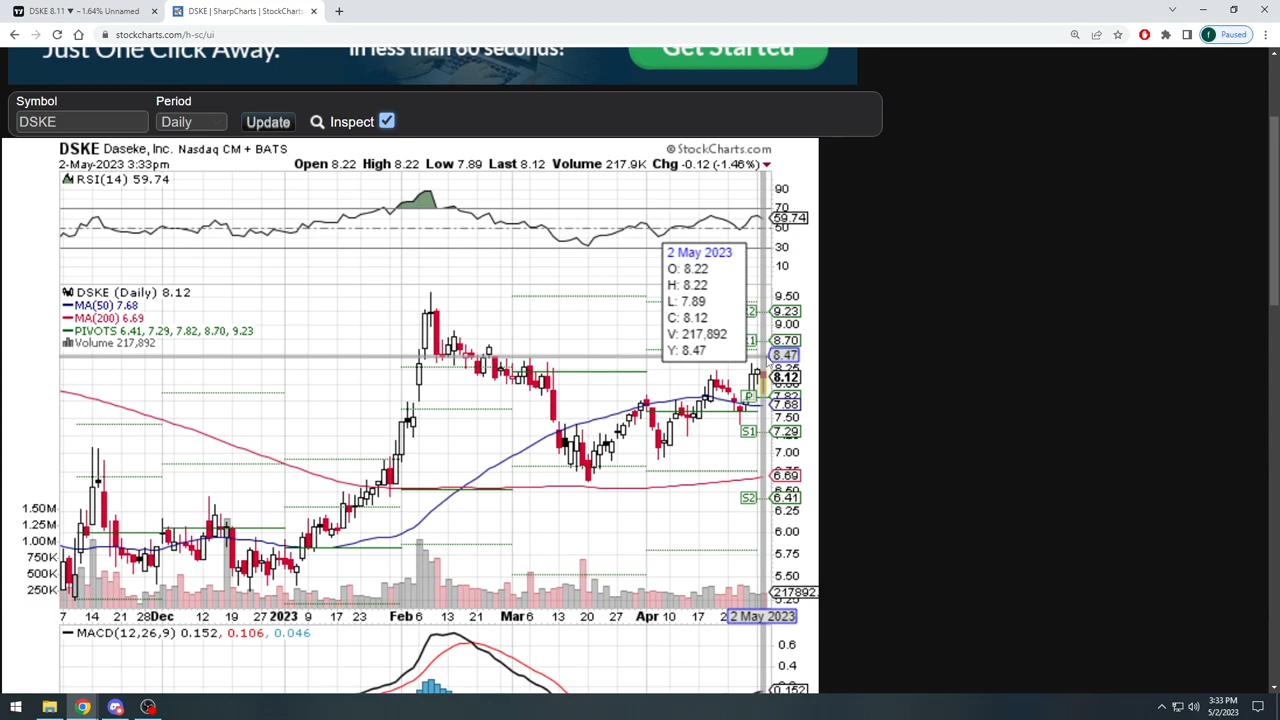 DSKE 8.11 ▼ −1.64% Unnamed
DSKE | SharpCharts | StockCharts
stockcharts.com/h-sc/ui
Paused
Just One Click Away.
in less than 60 seconds!
Get Started
Symbol
Period
DSKE
Daily
Update
Inspect
DSKE Daseke, Inc. Nasdaq CM + BATS
© StockCharts.com
2-May-2023 3:33pm
Open 8.22 High 8.22 Low 7.89 Last 8.12 Volume 217.9K Chg -0.12 (-1.46%)
RSI(14) 59.74
90
70
59.74
50
30
10
2 May 2023
O: 8.22
H: 8.22
L: 7.89
C: 8.12
V: 217,892
Y: 8.47
DSKE (Daily) 8.12
MA(50) 7.68
MA(200) 6.69
PIVOTS 6.41, 7.29, 7.82, 8.70, 9.23
Volume 217,892
9.50
9.23
9.00
8.70
8.47
8.25
8.12
P 7.82
7.68
7.50
S1 7.29
7.00
6.69
S2 6.41
6.25
6.00
5.75
5.50
1.50M
1.25M
1.00M
750K
500K
250K
217892
7 14 21 28 Dec 12 19 27 2023 9 17 23 Feb 6 13 21 Mar 6 13 20 27 Apr 10 17 2 May 2023
MACD(12,26,9) 0.152, 0.106, 0.046
0.6
0.4
0.152
3:33 PM
5/2/2023